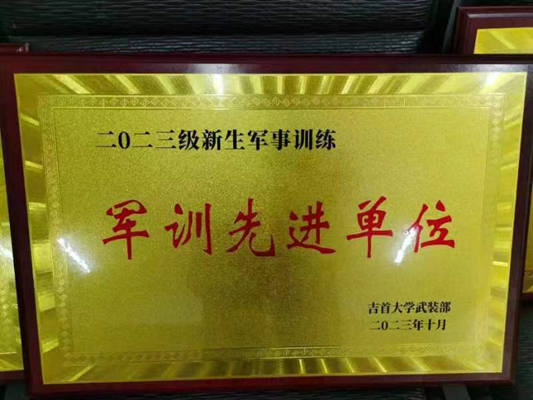 二0二三级新生军事训练
军训先进单位
吉首大学武装部
二0二三年十月